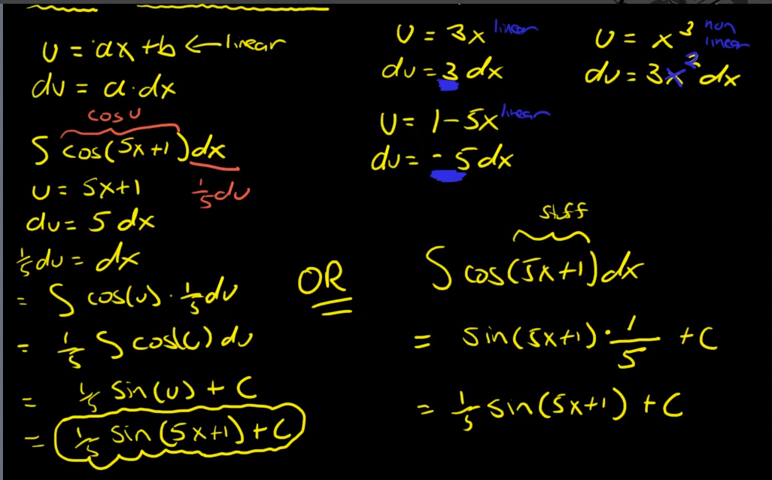 u = ax + b ← linear
du = a · dx
cos u
∫ cos(5x+1) dx
u = 5x+1
1/5 du
du = 5 dx
1/5 du = dx
= ∫ cos(u) · 1/5 du
= 1/5 ∫ cos(u) du
= 1/5 sin(u) + C
= 1/5 sin(5x+1) + C
OR
u = 3x linear
du = 3 dx
u = 1 - 5x linear
du = -5 dx
u = x³ non linear
du = 3x² dx
stuff
∫ cos(5x+1) dx
= sin(5x+1) · 1/5 + C
= 1/5 sin(5x+1) + C